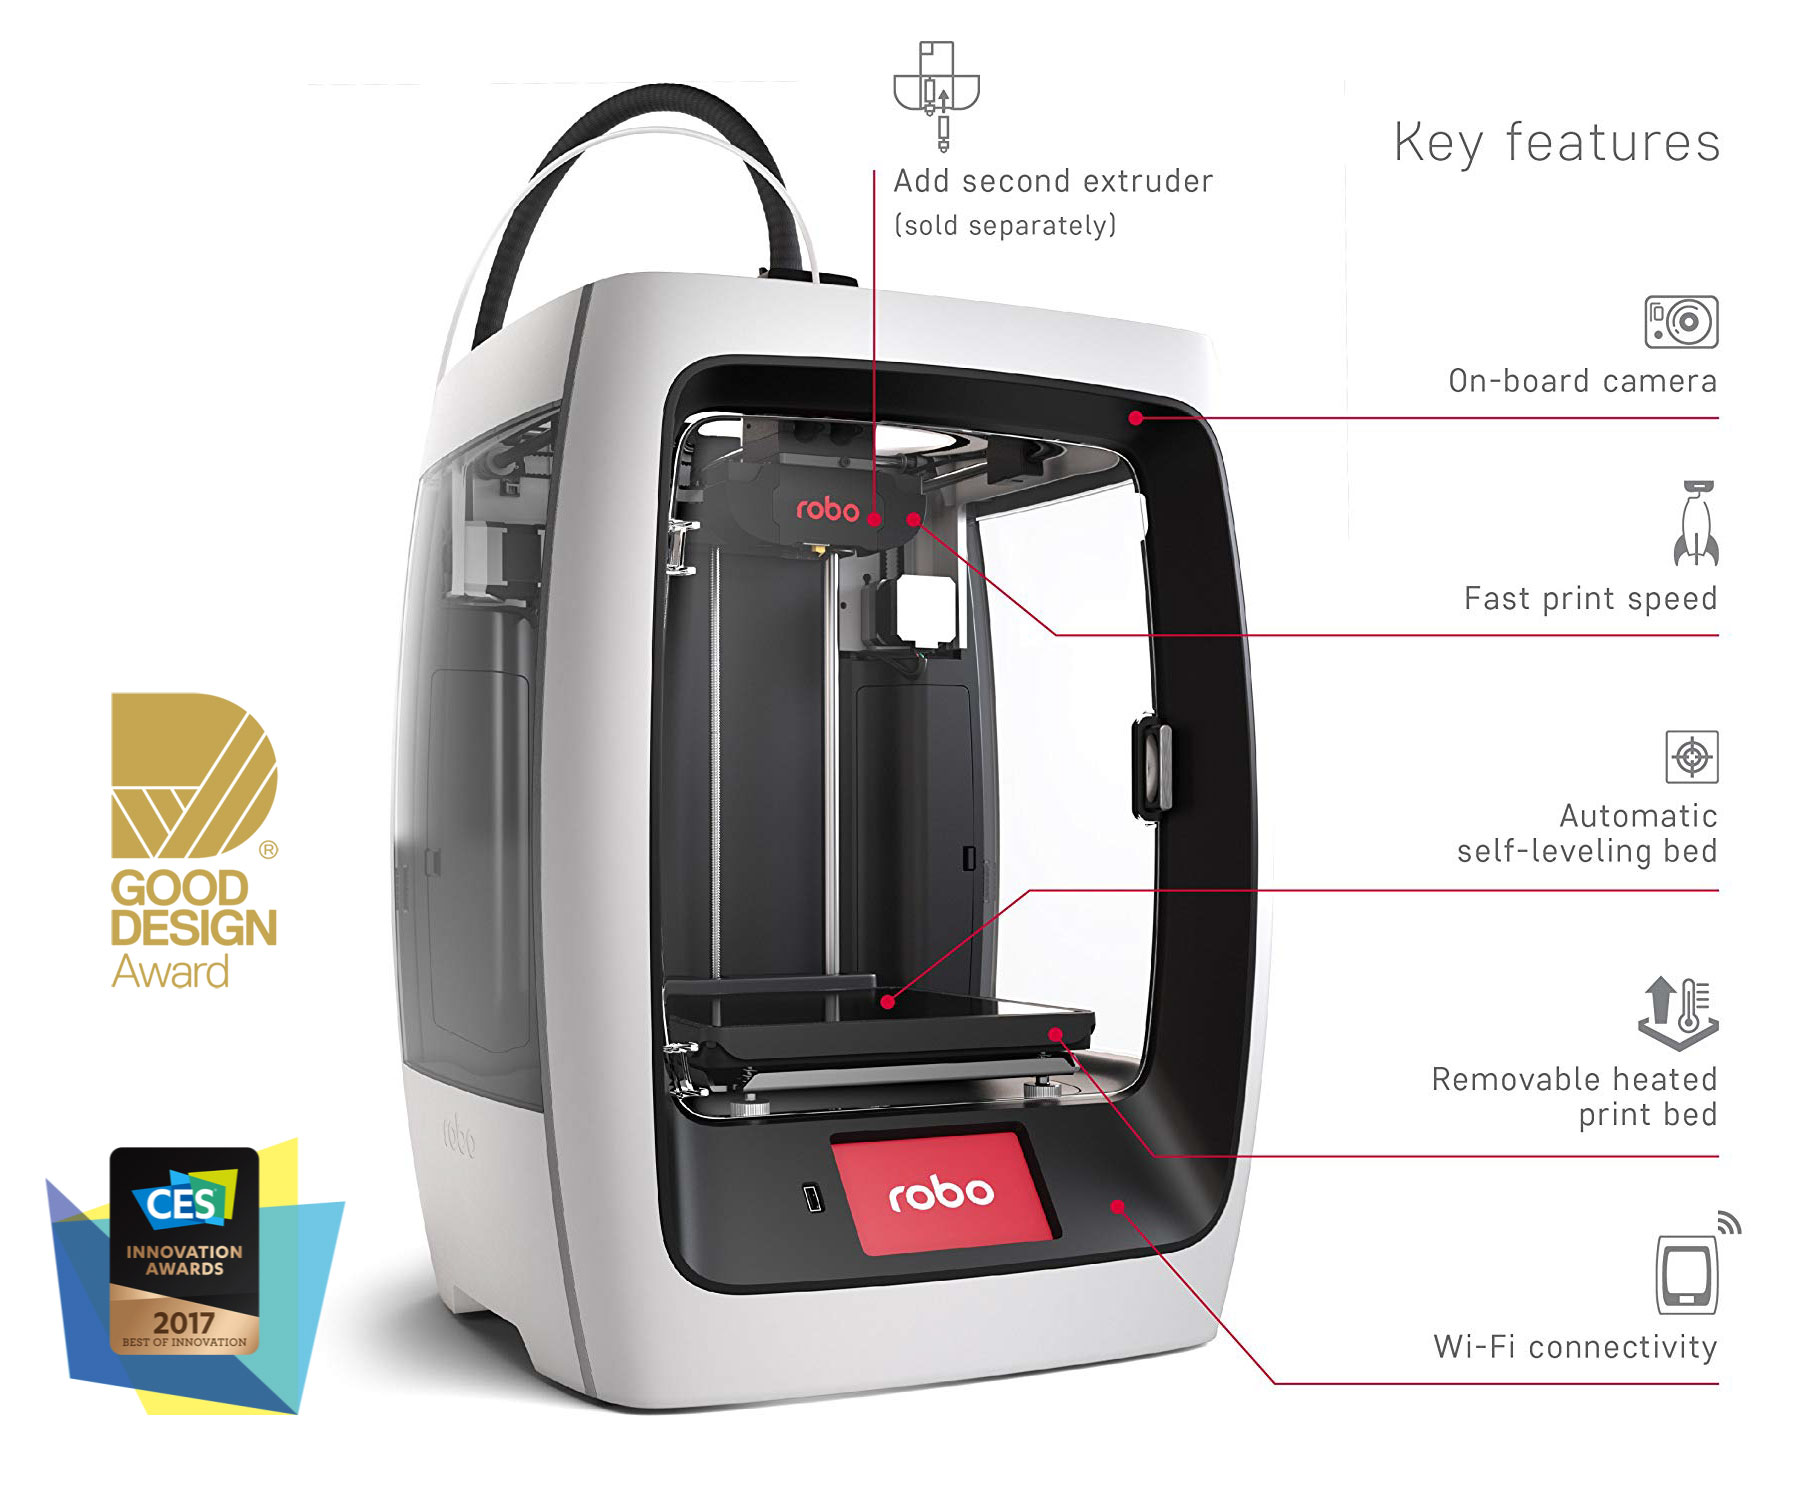 Key features
Add second extruder
(sold separately)
On-board camera
robo
Fast print speed
Automatic
self-leveling bed
Removable heated
print bed
robo
robo
Wi-Fi connectivity
®
GOOD
DESIGN
Award
CES
INNOVATION
AWARDS
2017
BEST OF INNOVATION